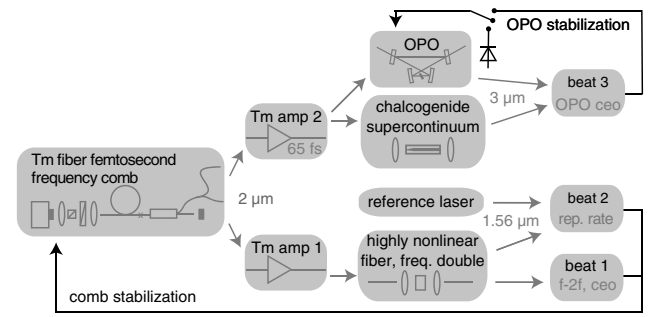 OPO stabilization
OPO
beat 3
OPO ceo
3 µm
chalcogenide
supercontinuum
Tm amp 2
65 fs
Tm fiber femtosecond
frequency comb
2 µm
reference laser
1.56 µm
beat 2
rep. rate
Tm amp 1
highly nonlinear
fiber, freq. double
beat 1
f-2f, ceo
comb stabilization